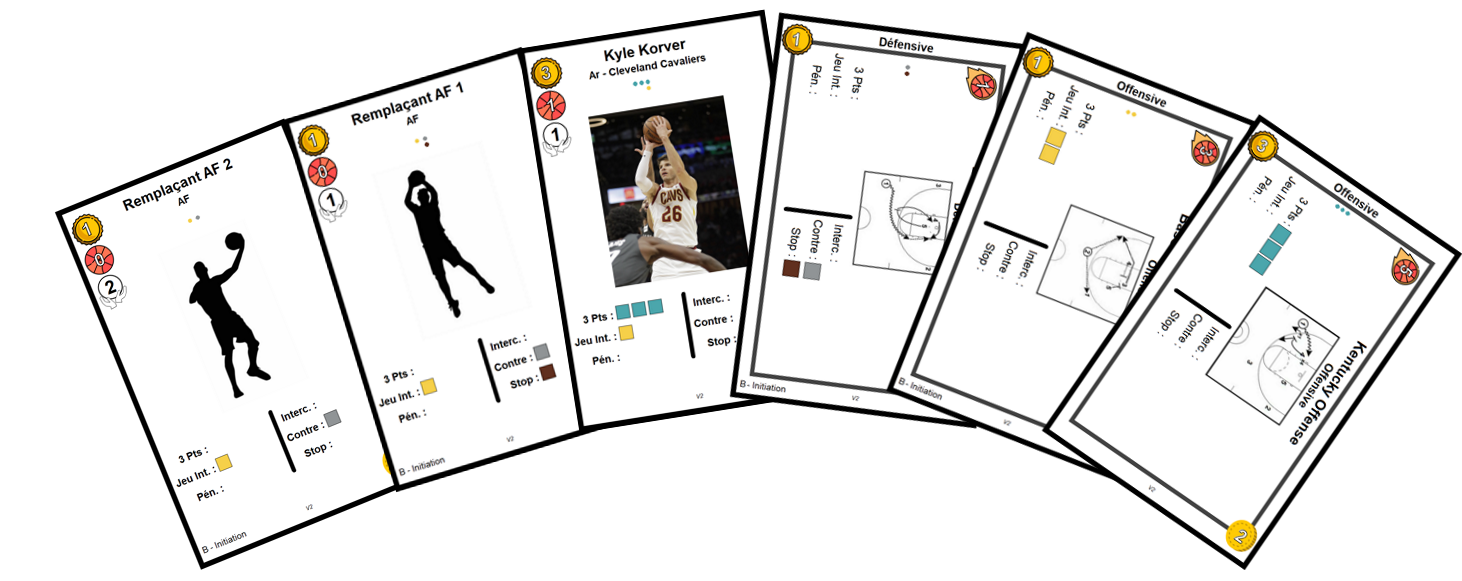 1
Remplaçant AF 2
AF
0
2
3 Pts :
Jeu Int. :
Pén. :
Interc. :
Contre :
Stop :
V2
B - Initiation
1
Remplaçant AF 1
AF
0
1
3 Pts :
Jeu Int. :
Pén. :
Interc. :
Contre :
Stop :
V2
B - Initiation
3
Kyle Korver
Ar - Cleveland Cavaliers
1
1
CAVS
26
3 Pts :
Jeu Int. :
Pén. :
Interc. :
Contre :
Stop :
V2
1
Défensive
3 Pts :
Jeu Int. :
Pén. :
Interc. :
Contre :
Stop :
B - Initiation
V2
1
Offensive
3
3 Pts :
Jeu Int. :
Pén. :
Interc. :
Contre :
Stop :
B - Initiation
V2
3
Offensive
3 Pts :
Jeu Int. :
Pén. :
Interc. :
Contre :
Stop :
Kentucky Offense
Offensive
V2
2